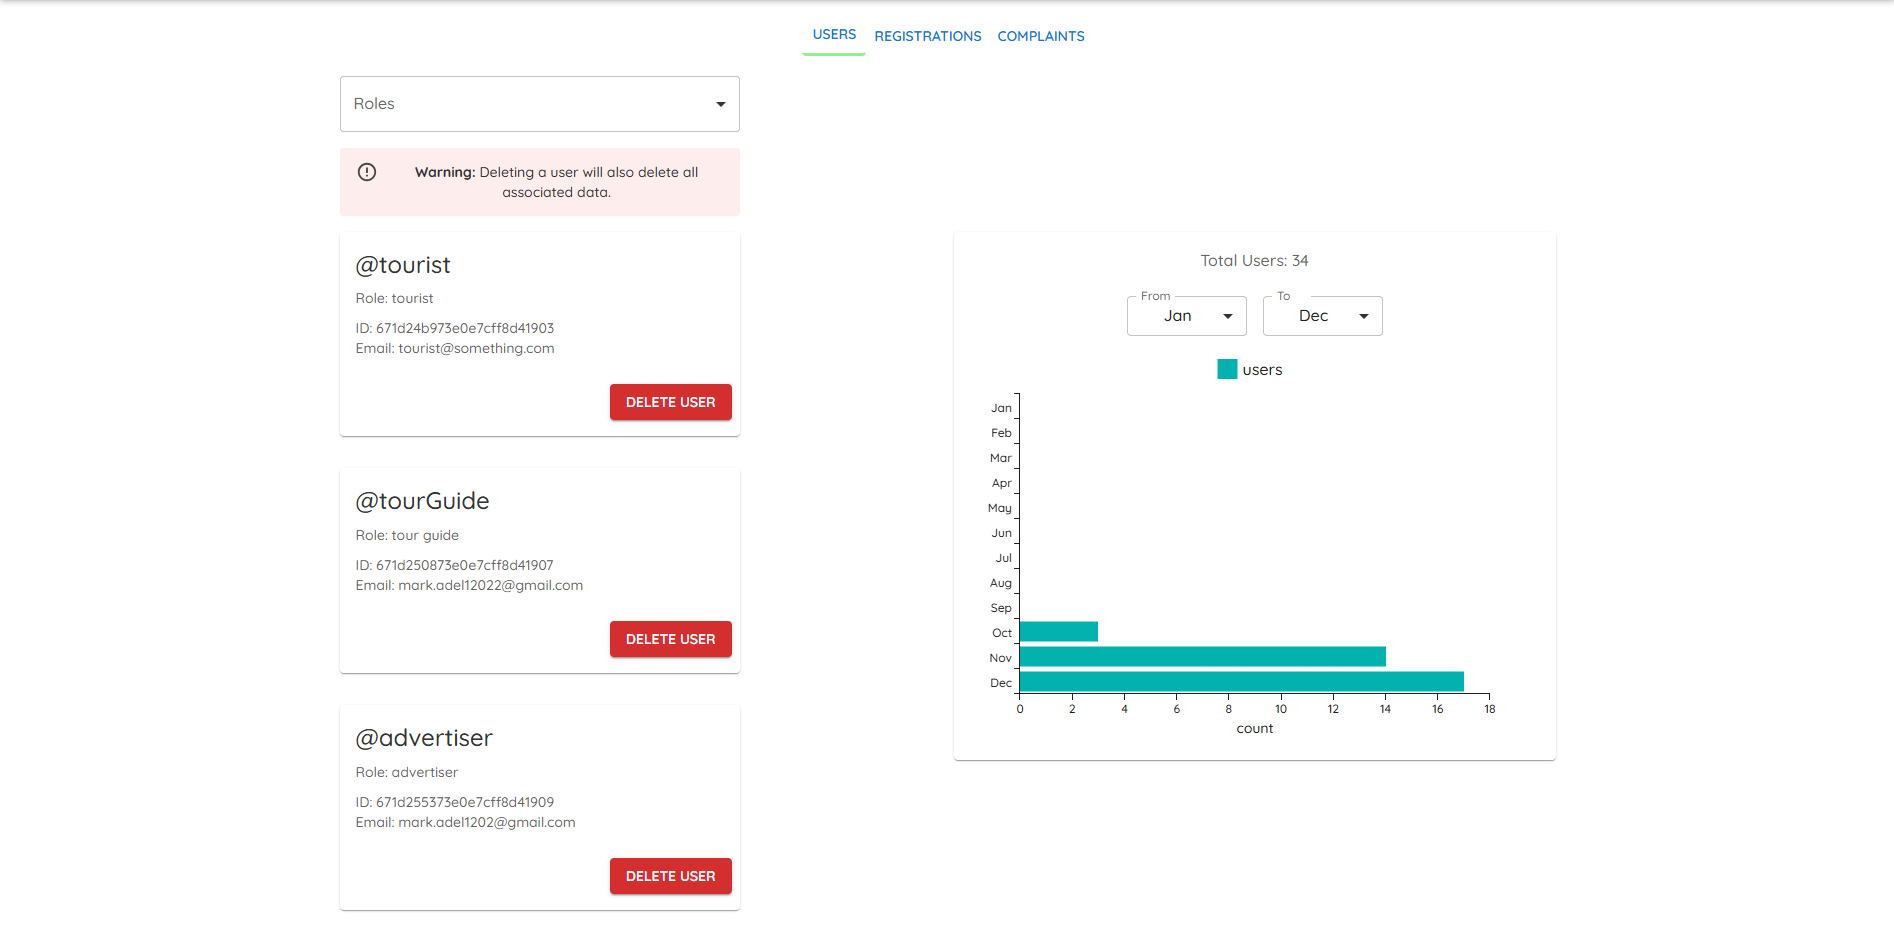 USERS REGISTRATIONS COMPLAINTS
Roles
Warning: Deleting a user will also delete all
associated data.
@tourist
Role: tourist
ID: 671d24b973e0e7cff8d41903
Email: tourist@something.com
DELETE USER
@tourGuide
Role: tour guide
ID: 671d250873e0e7cff8d41907
Email: mark.adel12022@gmail.com
DELETE USER
@advertiser
Role: advertiser
ID: 671d255373e0e7cff8d41909
Email: mark.adel1202@gmail.com
DELETE USER
Total Users: 34
From To
Jan Dec
users
Jan
Feb
Mar
Apr
May
Jun
Jul
Aug
Sep
Oct
Nov
Dec
0 2 4 6 8 10 12 14 16 18
count